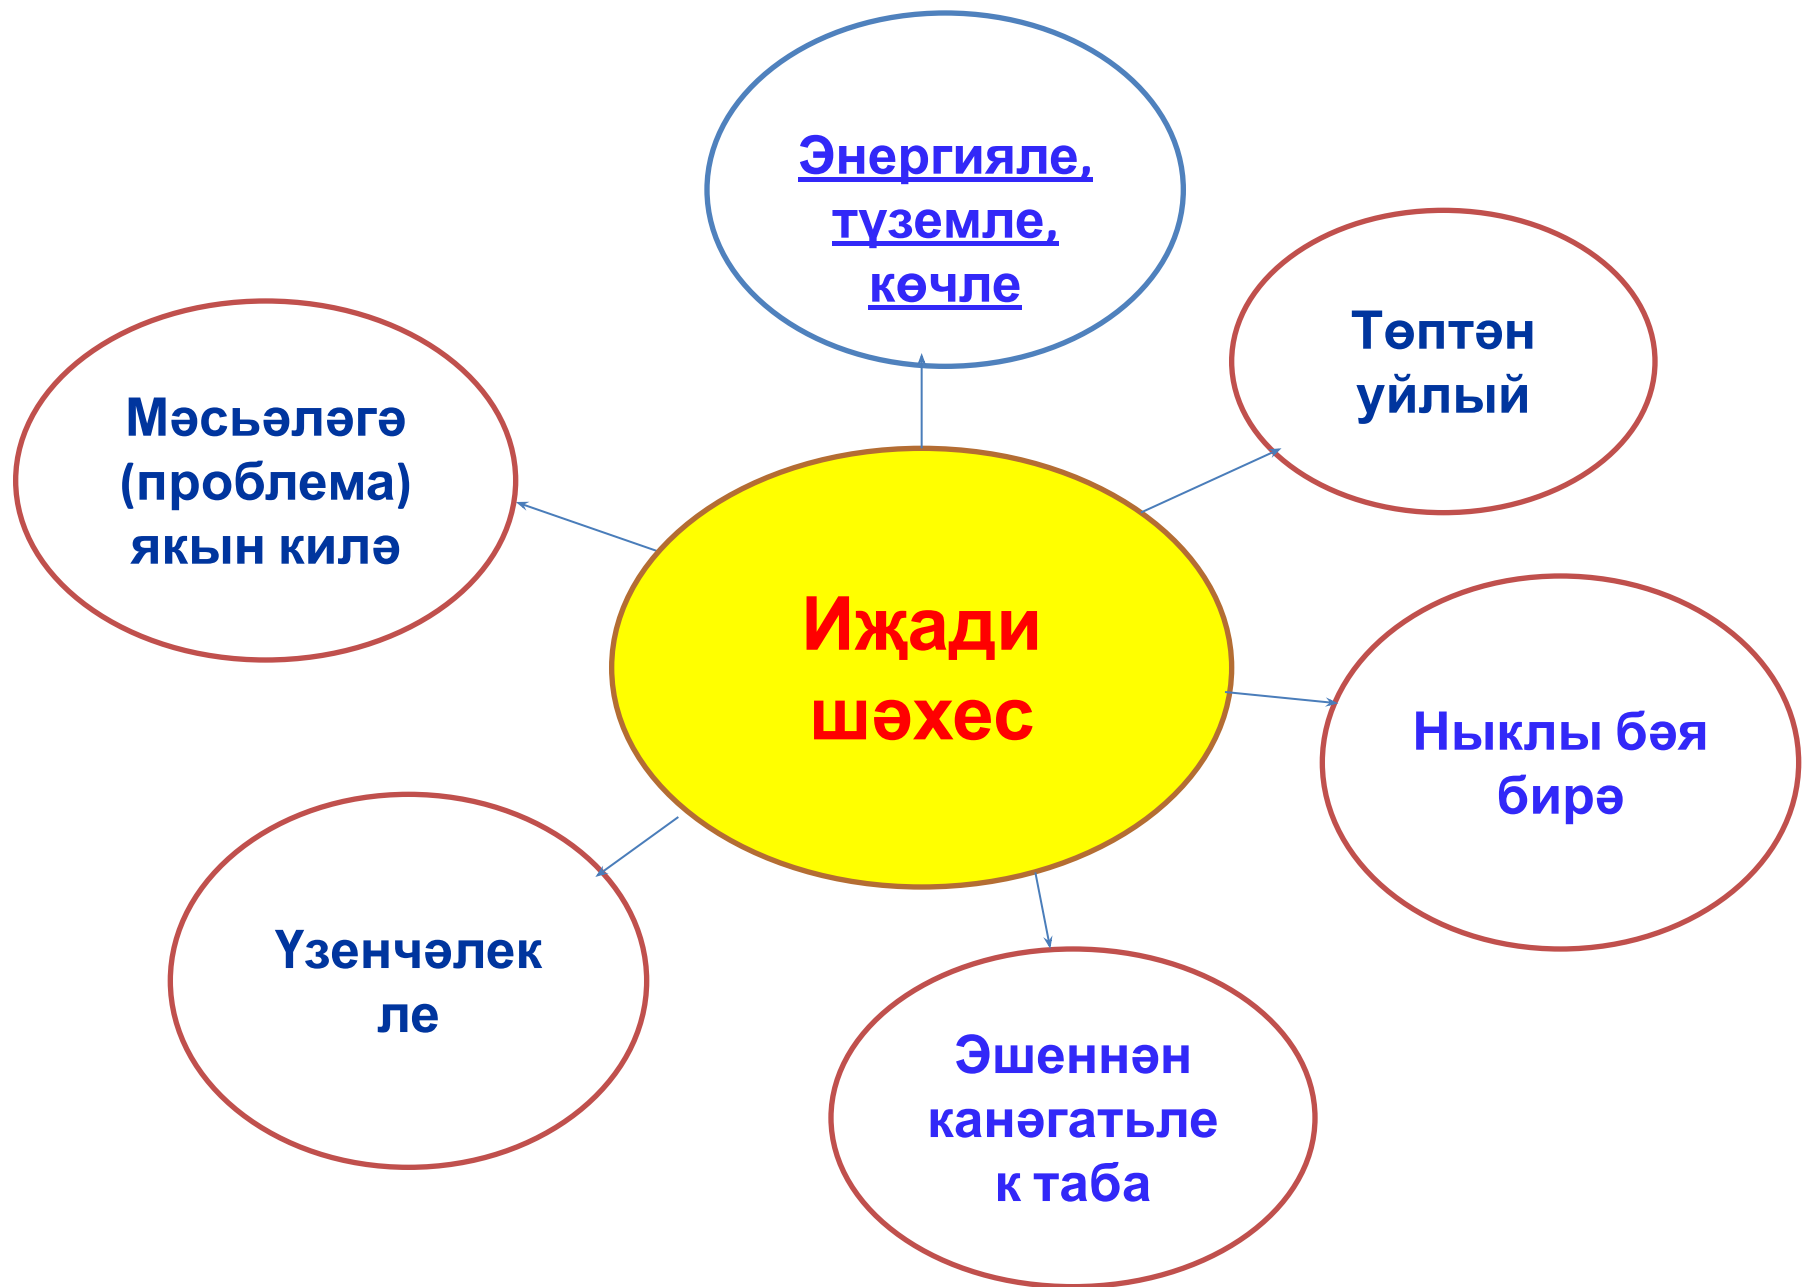 Энергияле,
түземле,
көчле
Төптән
уйлый
Мәсьәләгә
(проблема)
якын килә
Иҗади
шәхес
Ныклы бәя
бирә
Үзенчәлек
ле
Эшеннән
канәгатьле
к таба